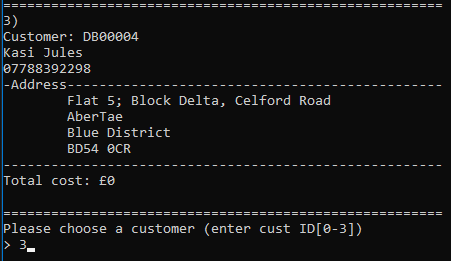 =======================================================
3)
Customer: DB00004
Kasi Jules
07788392298
-Address-----------------------------------------------
        Flat 5; Block Delta, Celford Road
        AberTae
        Blue District
        BD54 0CR
-------------------------------------------------------
Total cost: £0
=======================================================
Please choose a customer (enter cust ID[0-3])
> 3_